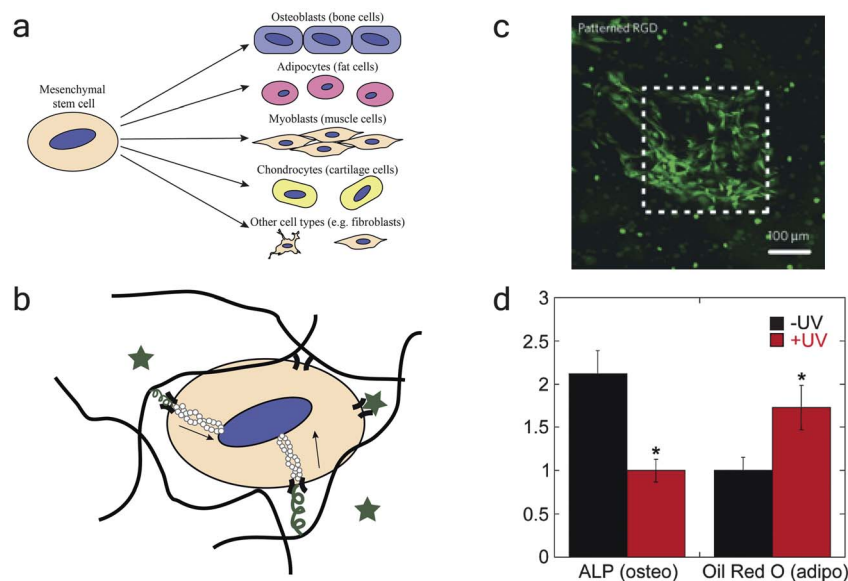 a
Osteoblasts (bone cells)
Adipocytes (fat cells)
Mesenchymal
stem cell
Myoblasts (muscle cells)
Chondrocytes (cartilage cells)
Other cell types (e.g. fibroblasts)
b
c
Patterned RGD
100 µm
d
3
2.5
2
1.5
1
0.5
0
-UV
+UV
*
*
ALP (osteo)
Oil Red O (adipo)